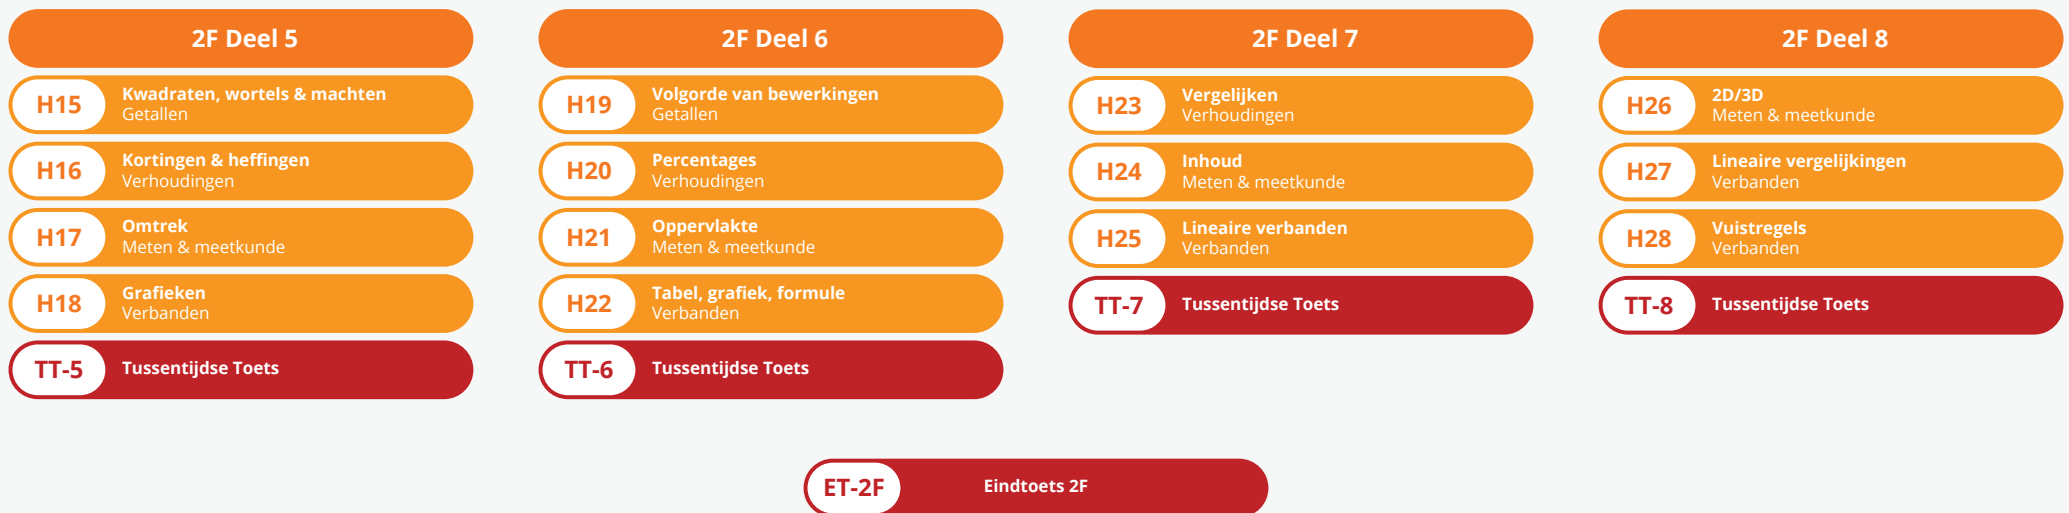 2F Deel 5
H15
Kwadraten, wortels & machten
Getallen
H16
Kortingen & heffingen
Verhoudingen
H17
Omtrek
Meten & meetkunde
H18
Grafieken
Verbanden
TT-5
Tussentijdse Toets
2F Deel 6
H19
Volgorde van bewerkingen
Getallen
H20
Percentages
Verhoudingen
H21
Oppervlakte
Meten & meetkunde
H22
Tabel, grafiek, formule
Verbanden
TT-6
Tussentijdse Toets
2F Deel 7
H23
Vergelijken
Verhoudingen
H24
Inhoud
Meten & meetkunde
H25
Lineaire verbanden
Verbanden
TT-7
Tussentijdse Toets
2F Deel 8
H26
2D/3D
Meten & meetkunde
H27
Lineaire vergelijkingen
Verbanden
H28
Vuistregels
Verbanden
TT-8
Tussentijdse Toets
ET-2F
Eindtoets 2F